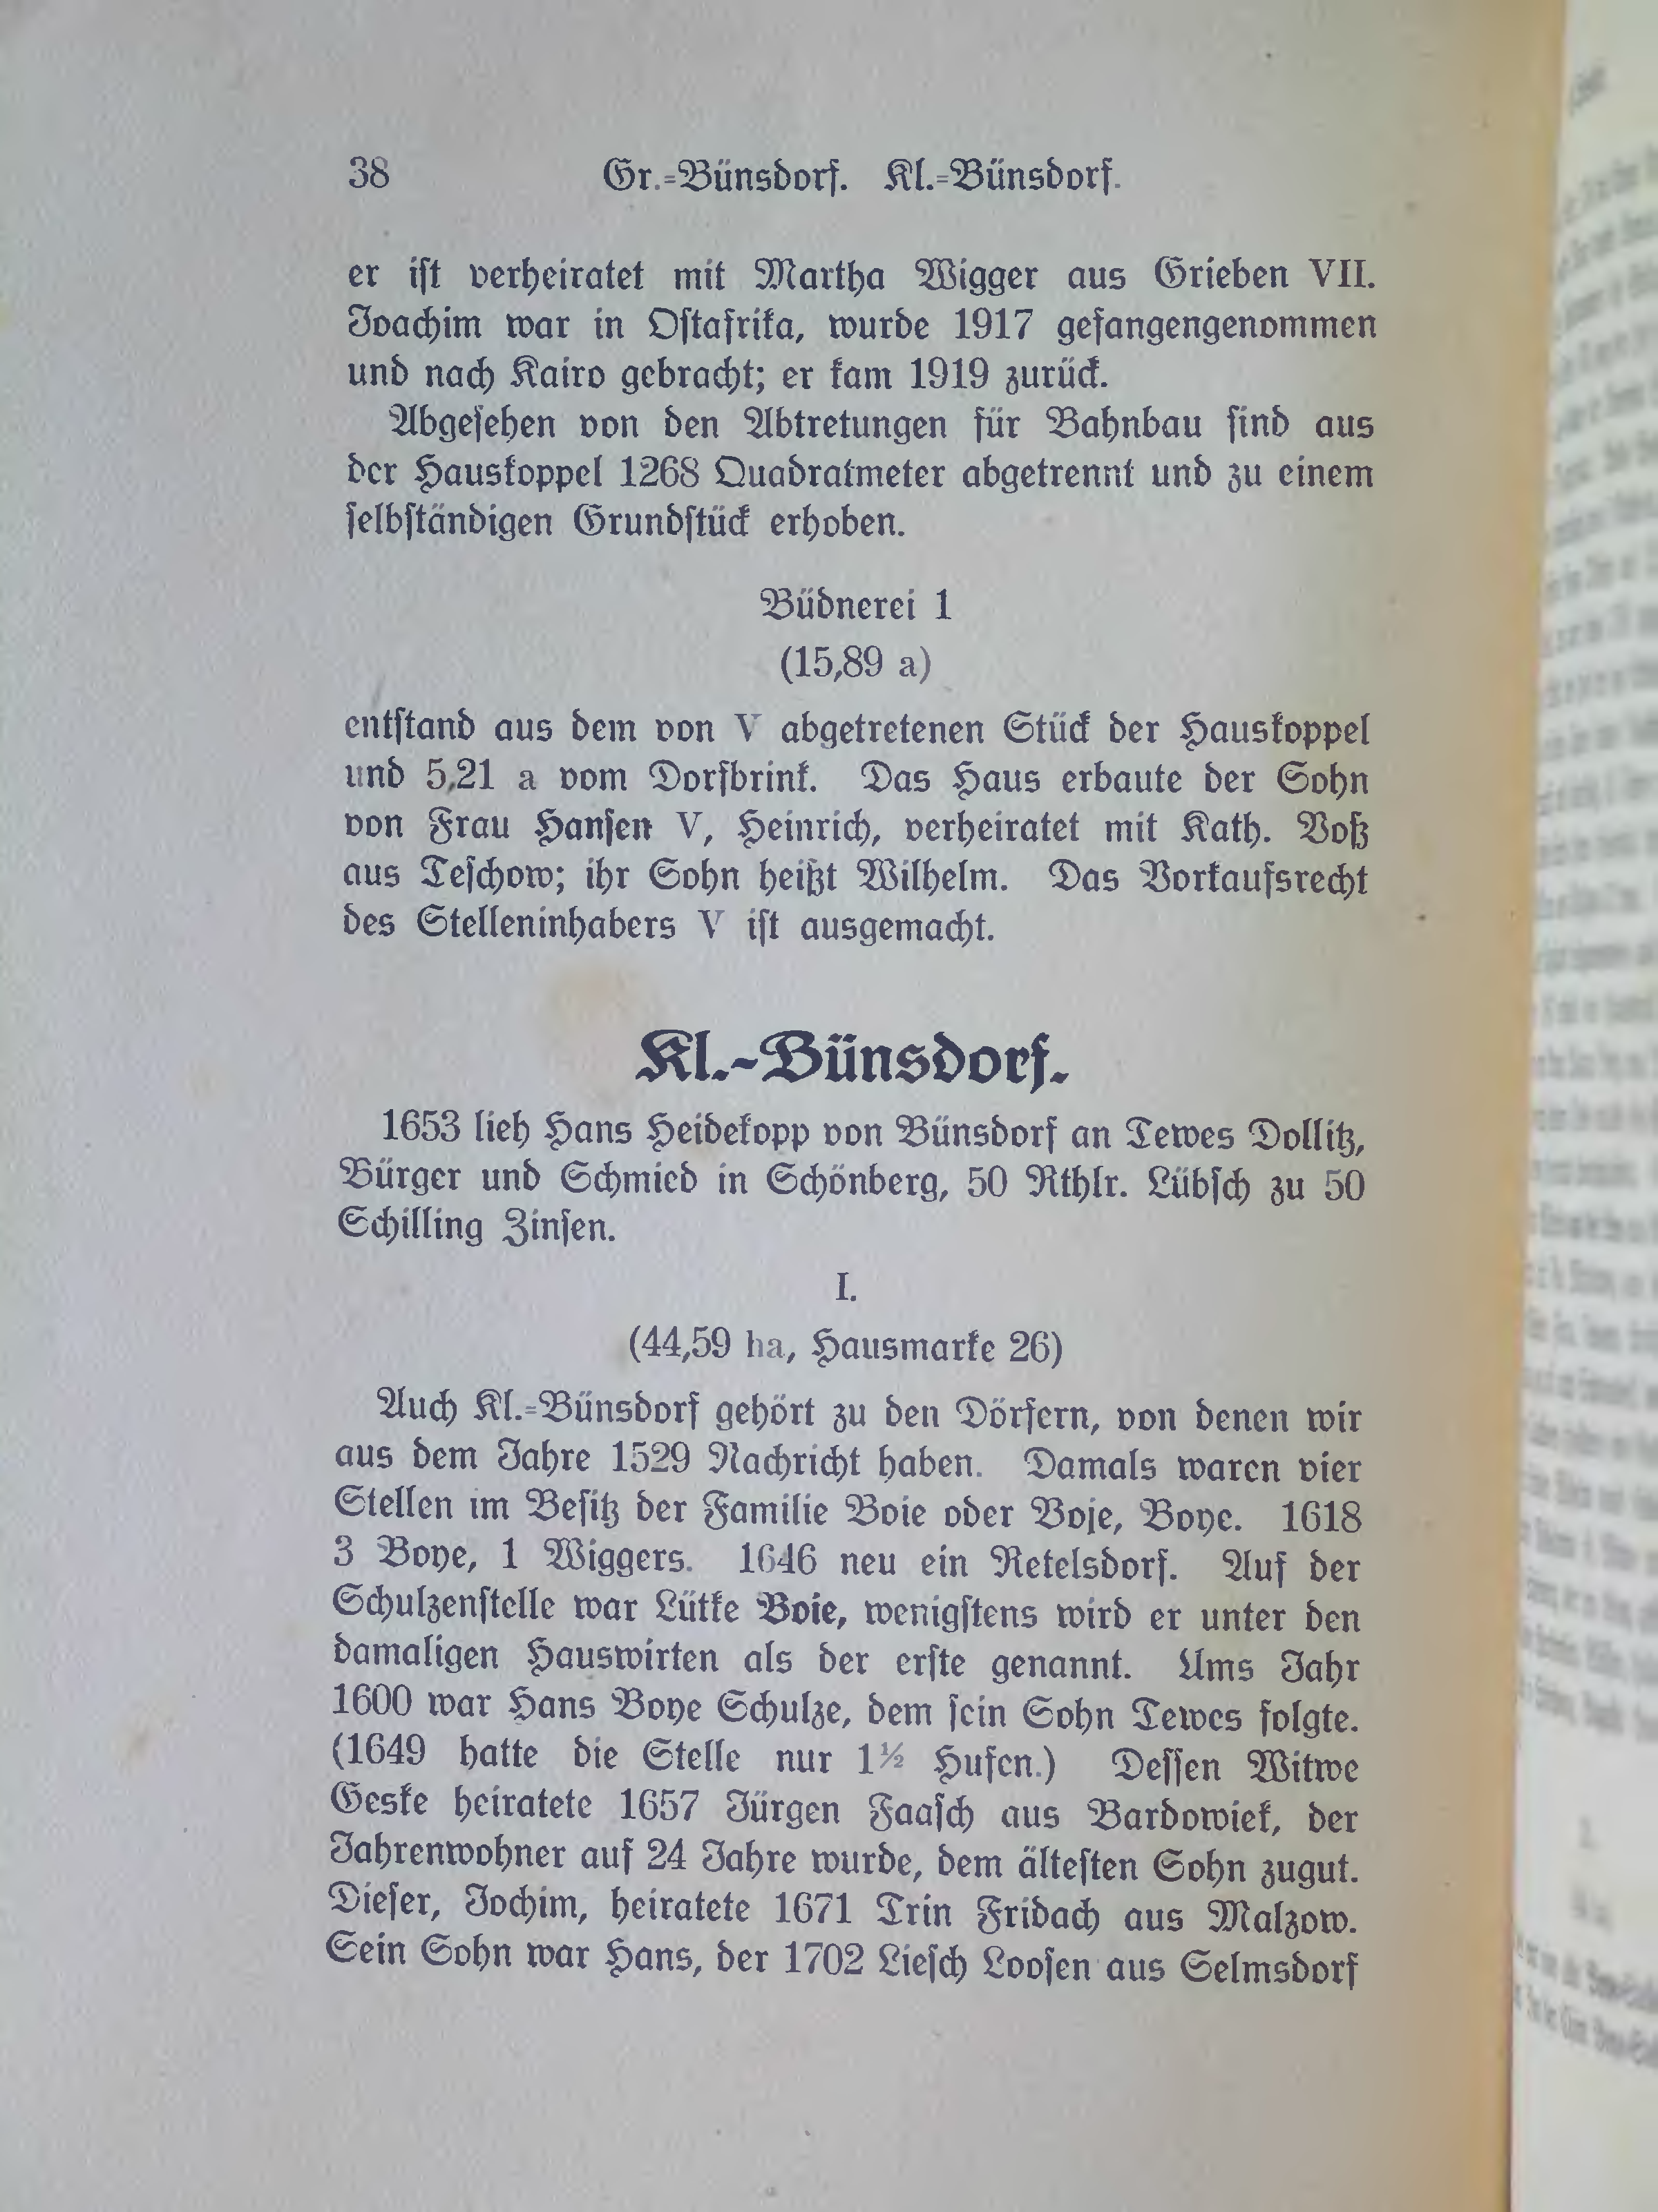 38 Gr.-Bünsdorf. Kl.-Bünsdorf.
er ist verheiratet mit Martha Wigger aus Grieben VII.
Joachim war in Ostafrika, wurde 1917 gefangengenommen
und nach Kairo gebracht; er kam 1919 zurück.
Abgesehen von den Abtretungen für Bahnbau sind aus
der Hauskoppel 1268 Quadratmeter abgetrennt und zu einem
selbständigen Grundstück erhoben.
Büdnerei 1
(15,89 a)
entstand aus dem von V abgetretenen Stück der Hauskoppel
und 5,21 a vom Dorfbrink. Das Haus erbaute der Sohn
von Frau Hansen V, Heinrich, verheiratet mit Kath. Voß
aus Teschow; ihr Sohn heißt Wilhelm. Das Vorkaufsrecht
des Stelleninhabers V ist ausgemacht.
Kl.-Bünsdorf.
1653 lieh Hans Heidekopp von Bünsdorf an Tewes Dollitz,
Bürger und Schmied in Schönberg, 50 Rthlr. Lübsch zu 50
Schilling Zinsen.
I.
(44,59 ha, Hausmarke 26)
Auch Kl.-Bünsdorf gehört zu den Dörfern, von denen wir
aus dem Jahre 1529 Nachricht haben. Damals waren vier
Stellen im Besitz der Familie Boie oder Boje, Boye. 1618
3 Boye, 1 Wiggers. 1646 neu ein Retelsdorf. Auf der
Schulzenstelle war Lütke Boie, wenigstens wird er unter den
damaligen Hauswirten als der erste genannt. Ums Jahr
1600 war Hans Boye Schulze, dem sein Sohn Tewes folgte.
(1649 hatte die Stelle nur 1½ Hufen.) Dessen Witwe
Geske heiratete 1657 Jürgen Faasch aus Bardowiek, der
Jahrenwohner auf 24 Jahre wurde, dem ältesten Sohn zugut.
Dieser, Jochim, heiratete 1671 Trin Fridach aus Malzow.
Sein Sohn war Hans, der 1702 Liesch Loosen aus Selmsdorf